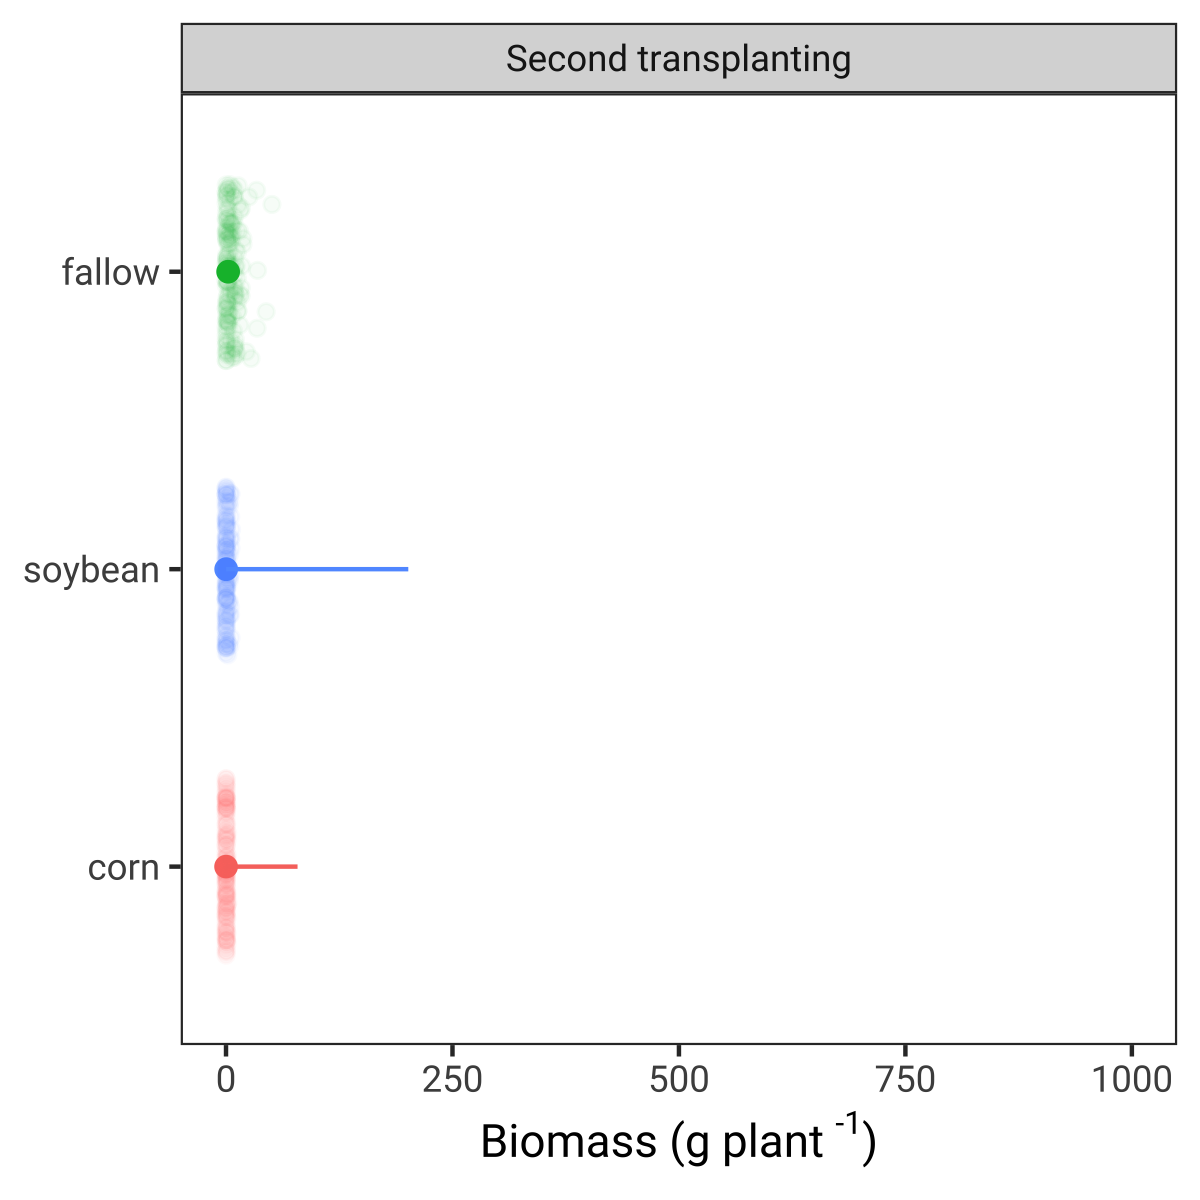 Second transplanting
fallow
soybean
corn
0 250 500 750 1000
Biomass (g plant -1)